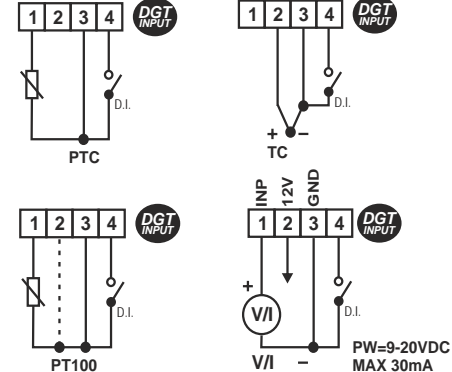 1 2 3 4 DGT INPUT
D.I.
PTC
1 2 3 4 DGT INPUT
D.I.
+ –
TC
1 2 3 4 DGT INPUT
D.I.
PT100
INP 12V GND
1 2 3 4 DGT INPUT
+
V/I
D.I.
V/I –
PW=9-20VDC
MAX 30mA